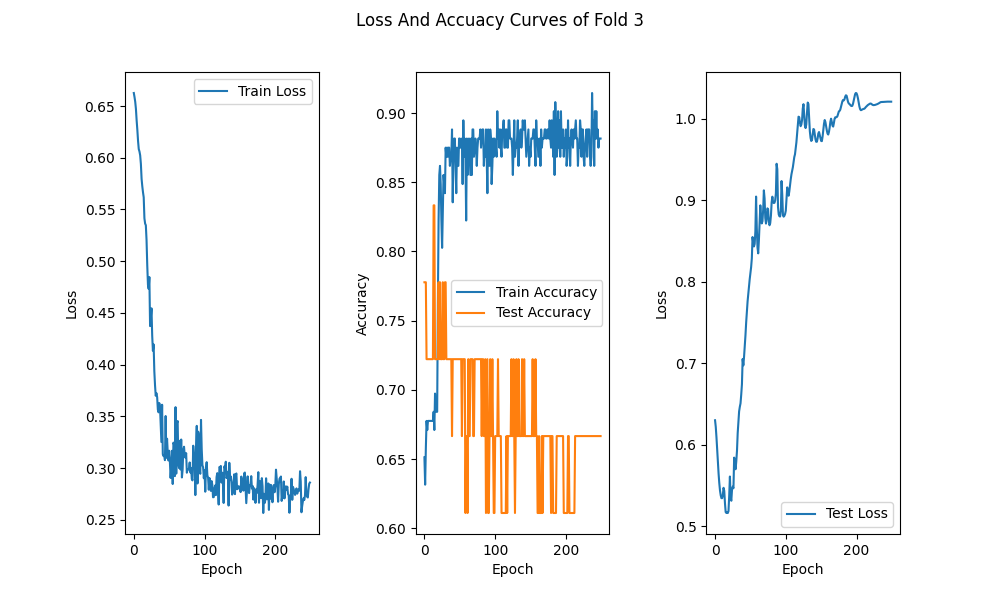 Loss And Accuacy Curves of Fold 3
Train Loss
0.65
0.60
0.55
0.50
0.45
0.40
0.35
0.30
0.25
Loss
0
100
200
Epoch
0.90
0.85
0.80
0.75
0.70
0.65
0.60
Accuracy
Train Accuracy
Test Accuracy
0
100
200
Epoch
1.0
0.9
0.8
0.7
0.6
0.5
Loss
Test Loss
0
100
200
Epoch